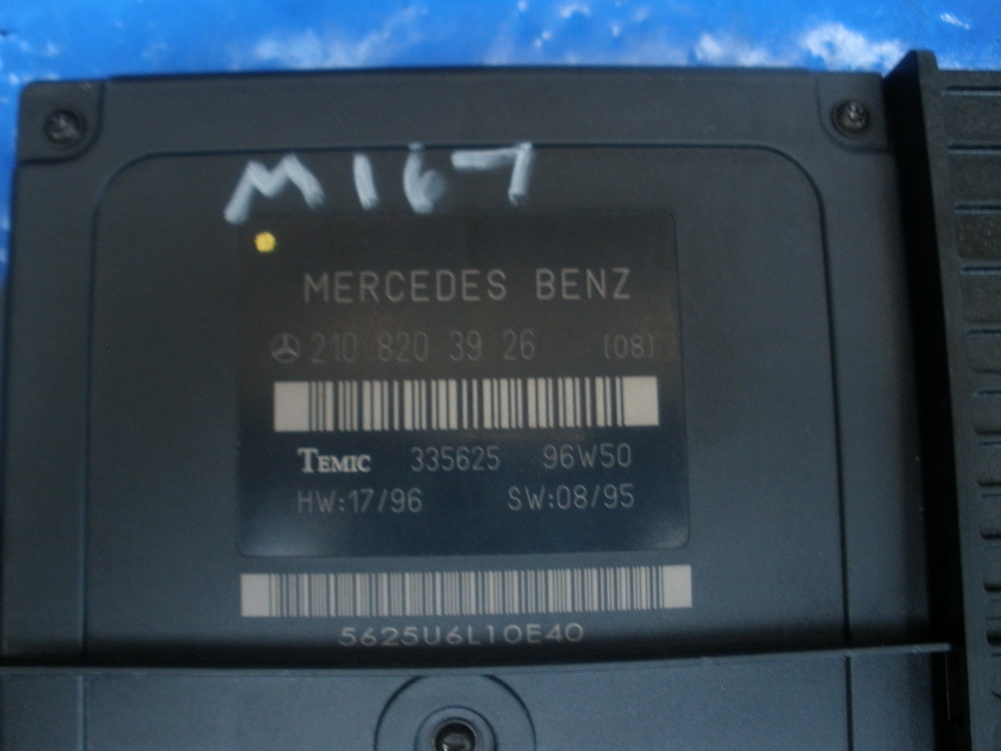 M167
MERCEDES BENZ
210 820 39 26 [08]
TEMIC 335625 96W50
HW:17/96 SW:08/95
5625U6L10E40